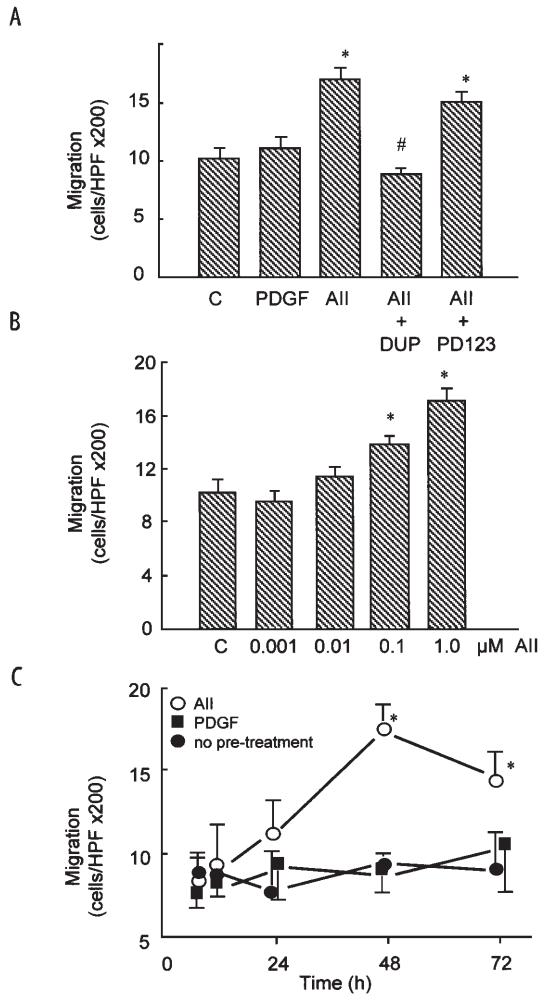 A
Migration
(cells/HPF x200)
15
10
5
0
*
#
*
C PDGF AII AII AII
+ +
DUP PD123
B
Migration
(cells/HPF x200)
20
16
12
8
4
0
*
*
C 0.001 0.01 0.1 1.0 µM AII
C
Migration
(cells/HPF x200)
20
15
10
5
AII
PDGF
no pre-treatment
*
*
0 24 48 72
Time (h)